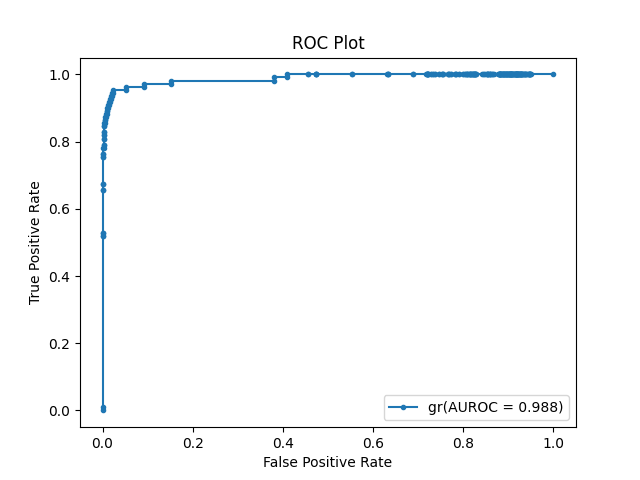 ROC Plot
1.0
0.8
0.6
0.4
0.2
0.0
True Positive Rate
gr(AUROC = 0.988)
0.0 0.2 0.4 0.6 0.8 1.0
False Positive Rate